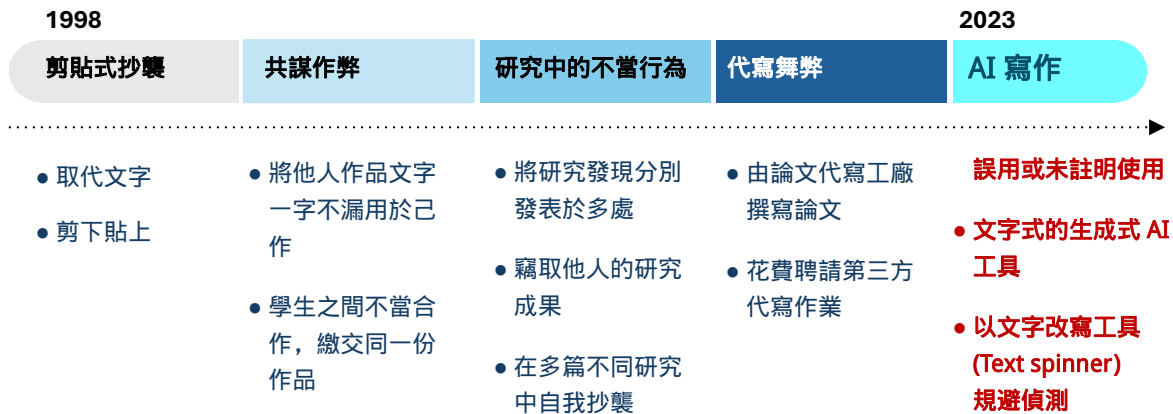 1998
2023
剪貼式抄襲
共謀作弊
研究中的不當行為
代寫舞弊
AI 寫作
● 取代文字
● 剪下貼上
● 將他人作品文字
一字不漏用於己
作
● 學生之間不當合
作，繳交同一份
作品
● 將研究發現分別
發表於多處
● 竊取他人的研究
成果
● 在多篇不同研究
中自我抄襲
● 由論文代寫工廠
撰寫論文
● 花費聘請第三方
代寫作業
誤用或未註明使用
● 文字式的生成式 AI
工具
● 以文字改寫工具
(Text spinner)
規避偵測